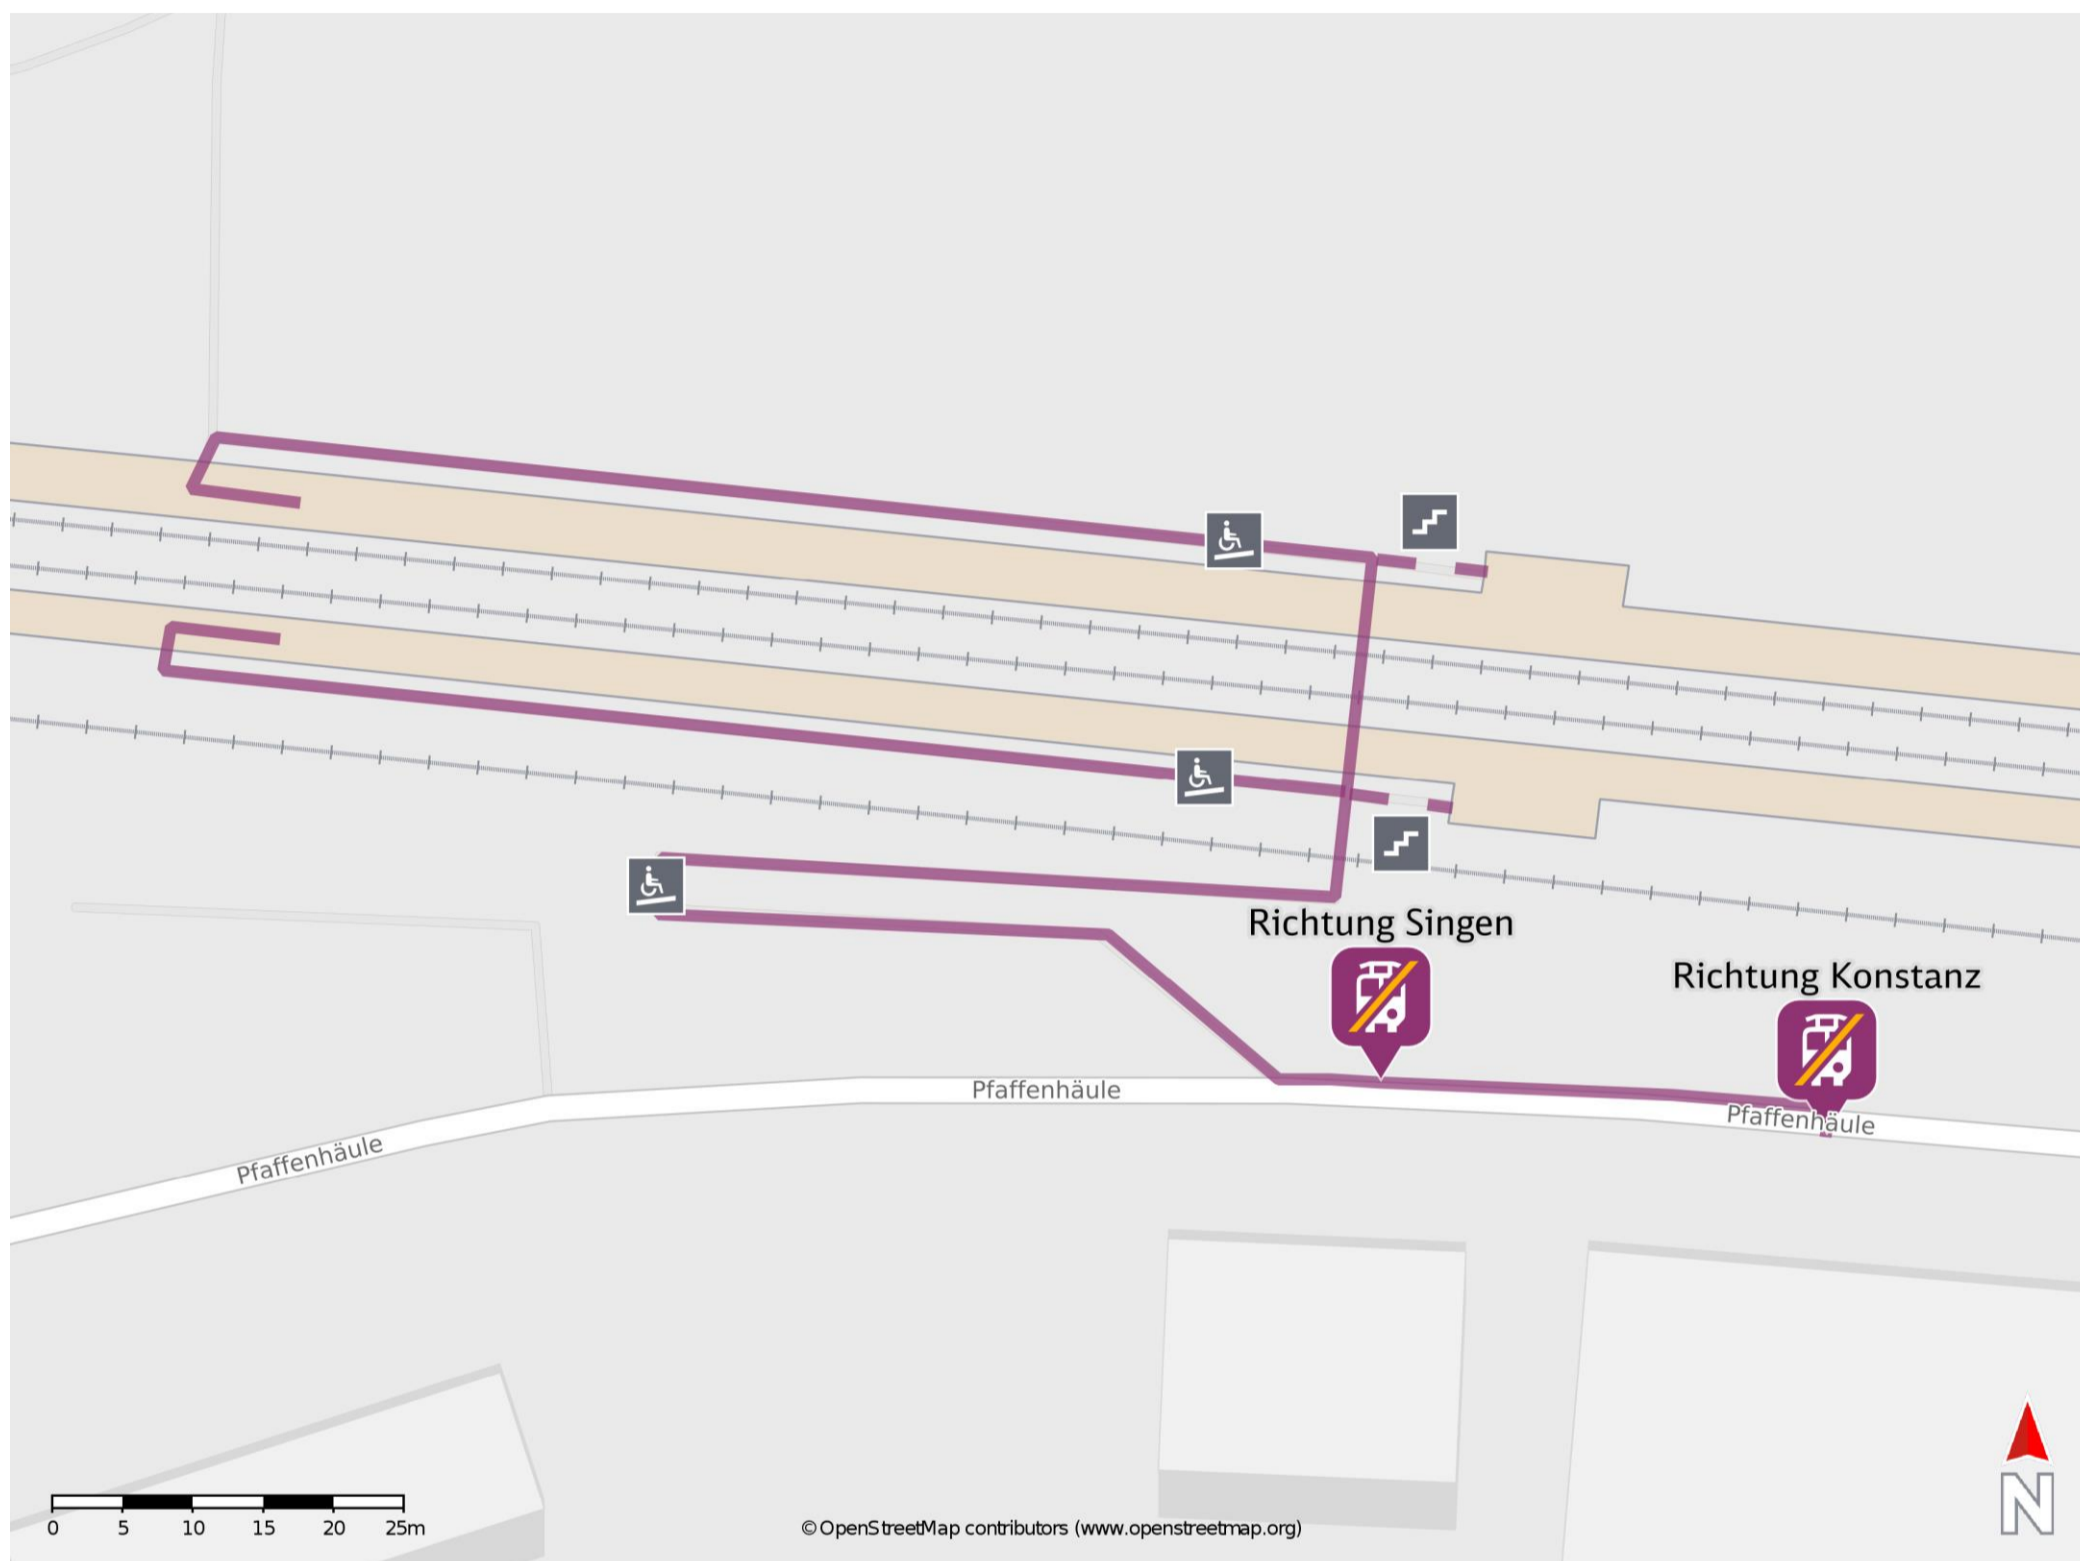 Richtung Singen
Richtung Konstanz
Pfaffenhäule
Pfaffenhäule
Pfaffenhäule
N
0 5 10 15 20 25m
© OpenStreetMap contributors (www.openstreetmap.org)